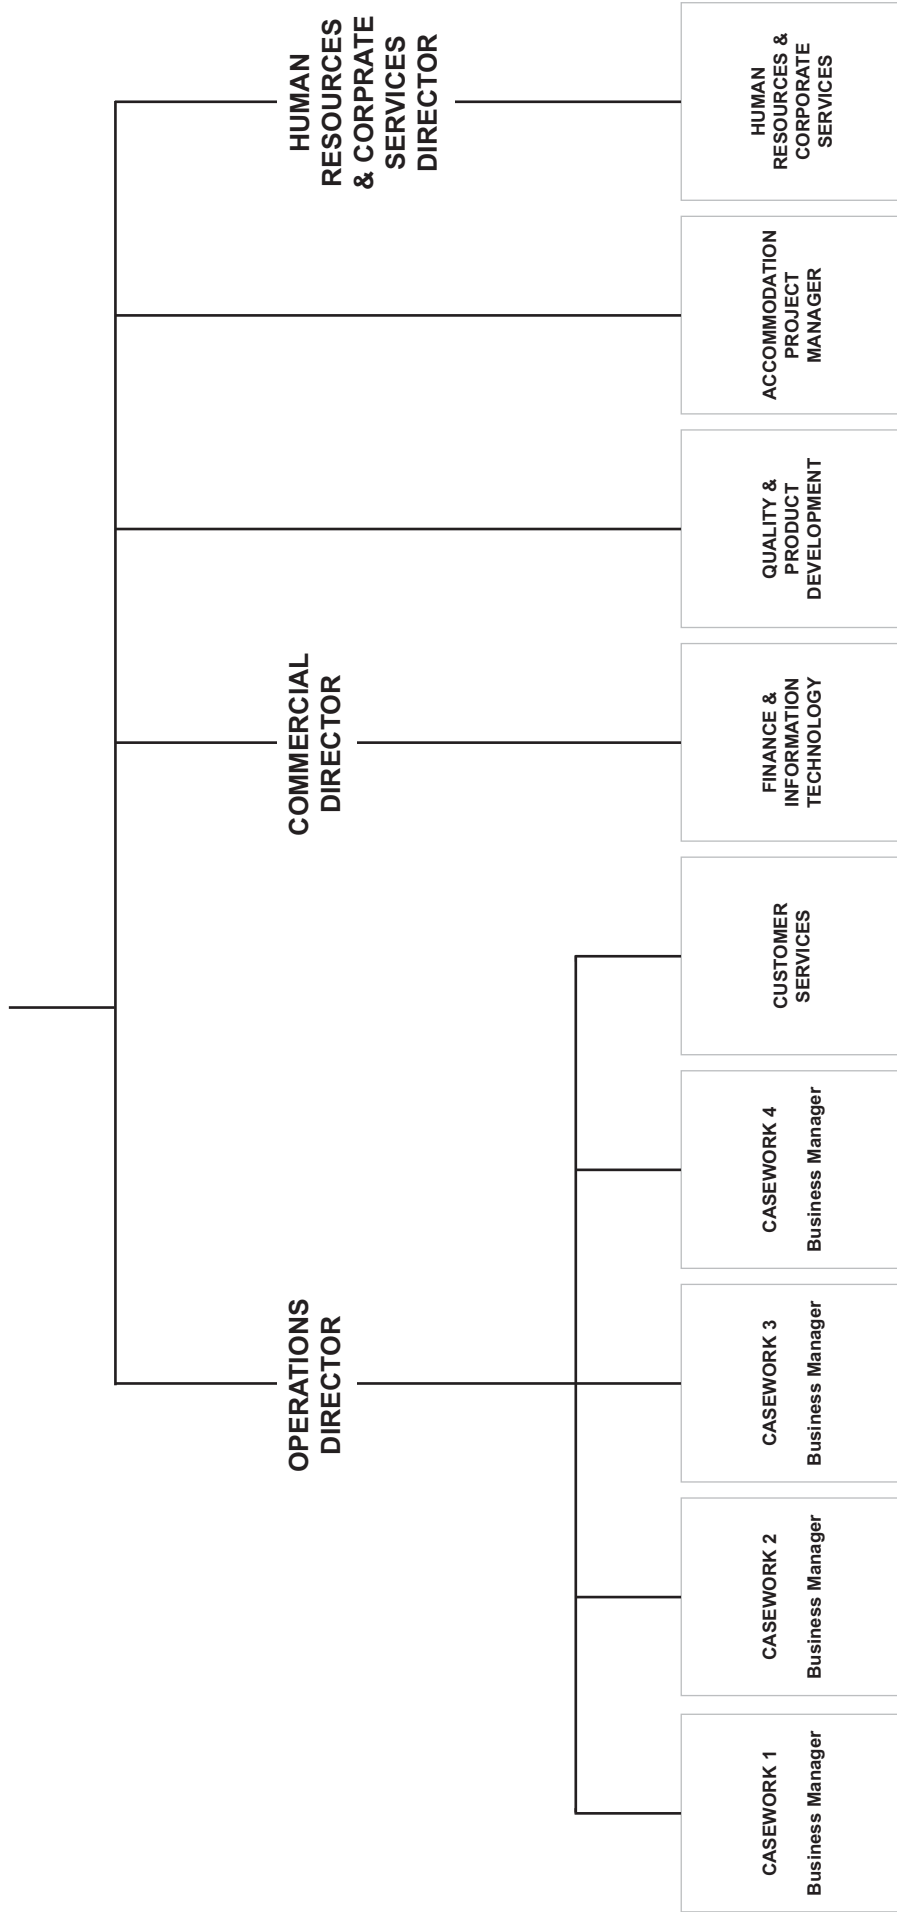 OPERATIONS
DIRECTOR
COMMERCIAL
DIRECTOR
HUMAN
RESOURCES
& CORPRATE
SERVICES
DIRECTOR
CASEWORK 1
Business Manager
CASEWORK 2
Business Manager
CASEWORK 3
Business Manager
CASEWORK 4
Business Manager
CUSTOMER
SERVICES
FINANCE &
INFORMATION
TECHNOLOGY
QUALITY &
PRODUCT
DEVELOPMENT
ACCOMMODATION
PROJECT
MANAGER
HUMAN
RESOURCES &
CORPORATE
SERVICES